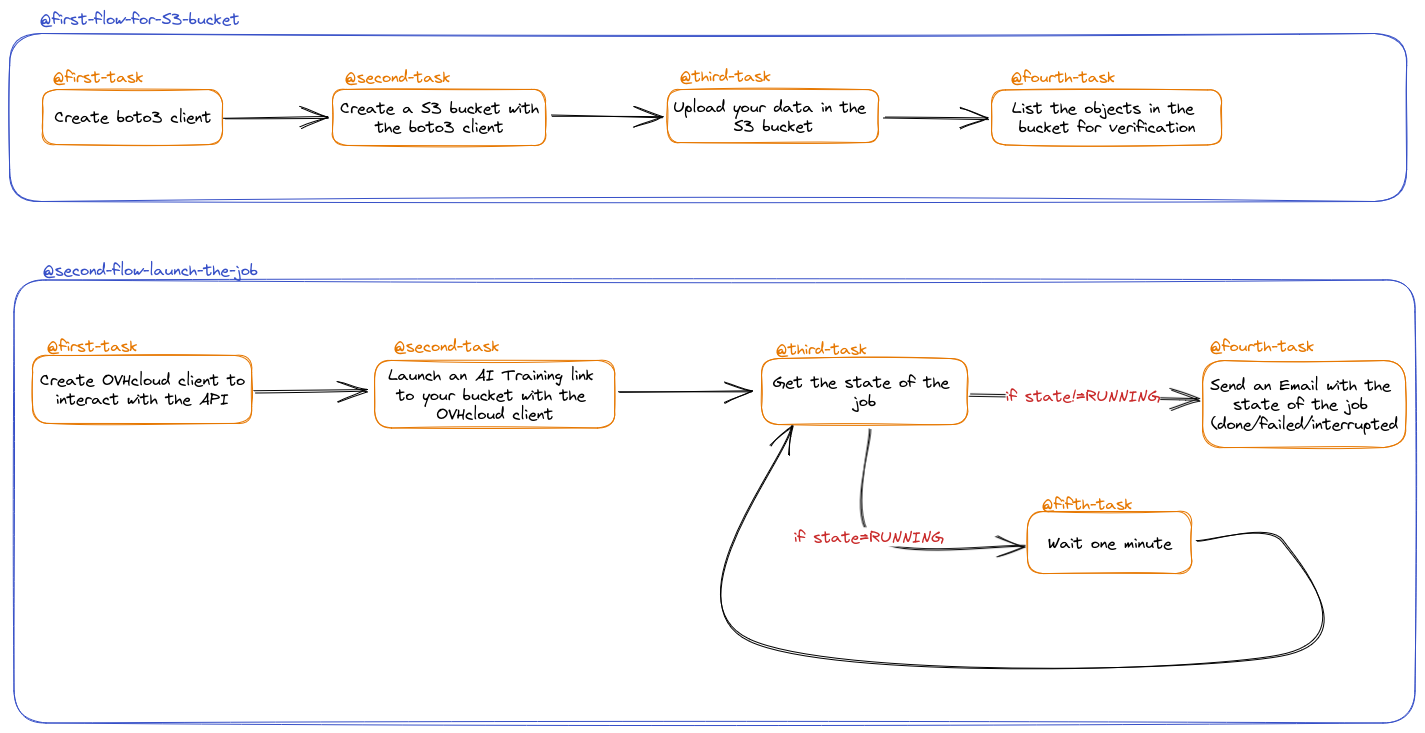 @first-flow-for-S3-bucket
@first-task
Create boto3 client
@second-task
Create a S3 bucket with
the boto3 client
@third-task
Upload your data in the
S3 bucket
@fourth-task
List the objects in the
bucket for verification
@second-flow-launch-the-job
@first-task
Create OVHcloud client to
interact with the API
@second-task
Launch an AI Training link
to your bucket with the
OVHcloud client
@third-task
Get the state of the
job
if state!=RUNNING
@fourth-task
Send an Email with the
state of the job
(done/failed/interrupted
if state=RUNNING
@fifth-task
Wait one minute